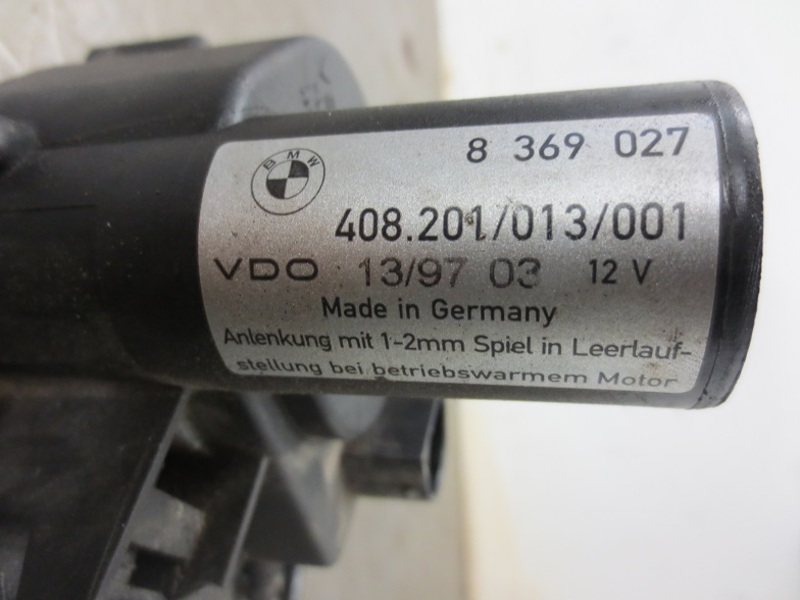 BMW
8 369 027
408.201/013/001
VDO 13/97 03 12 V
Made in Germany
Anlenkung mit 1-2mm Spiel in Leerlauf-
stellung bei betriebswarmem Motor